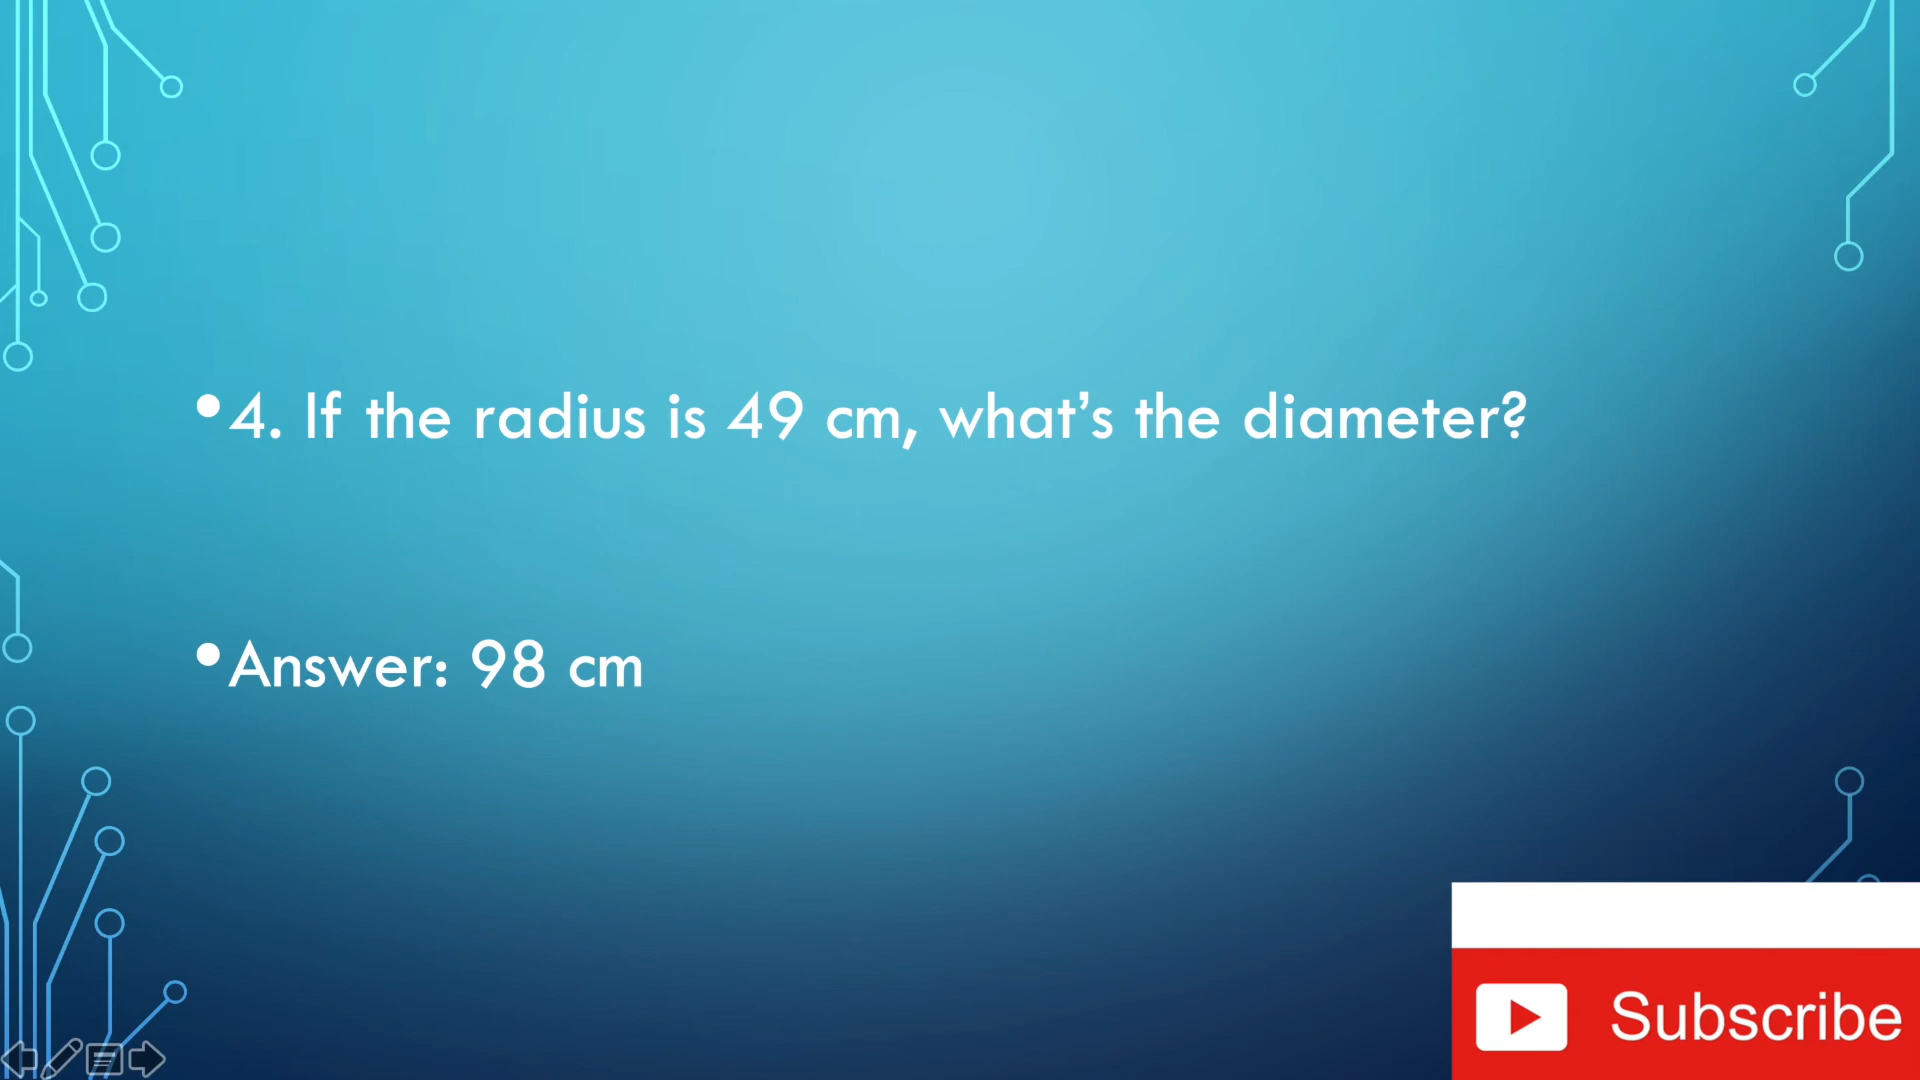 •4. If the radius is 49 cm, what’s the diameter?
•Answer: 98 cm
Subscribe